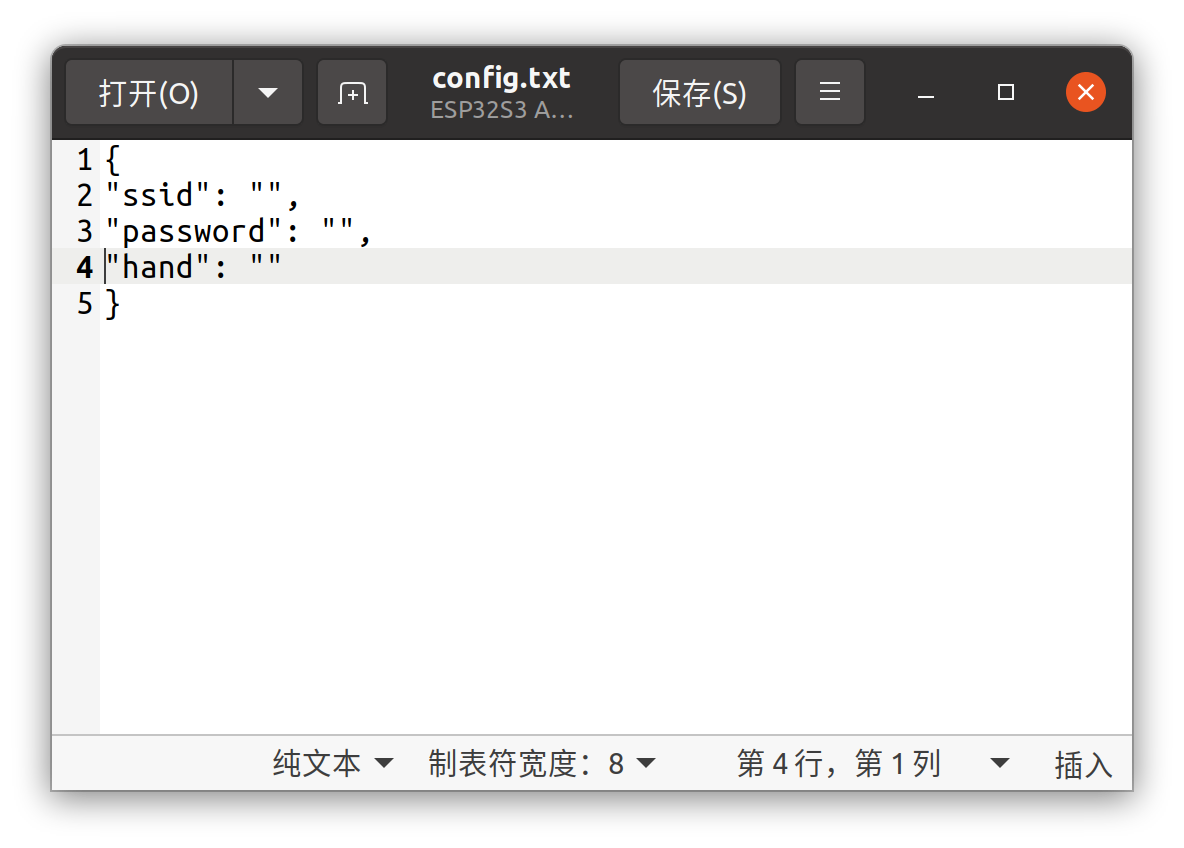 打开(O)
config.txt
ESP32S3 A...
保存(S)
1 {
2 "ssid": "",
3 "password": "",
4 "hand": ""
5 }
纯文本
制表符宽度：8
第 4 行，第 1 列
插入